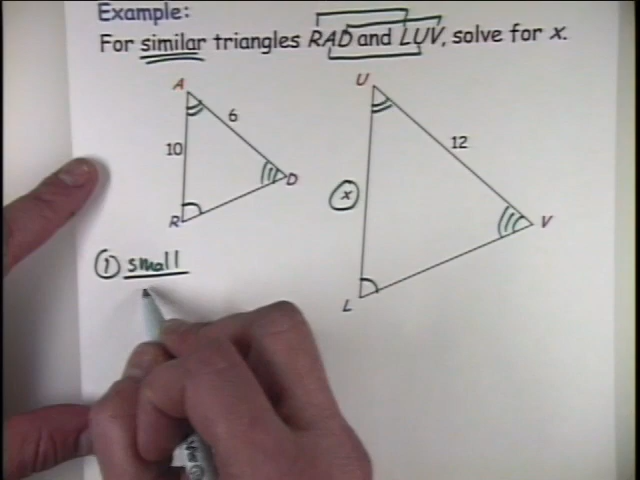 Example:
For similar triangles RAD and LUV, solve for x.
A
U
6
12
10
x
D
V
R
L
① small